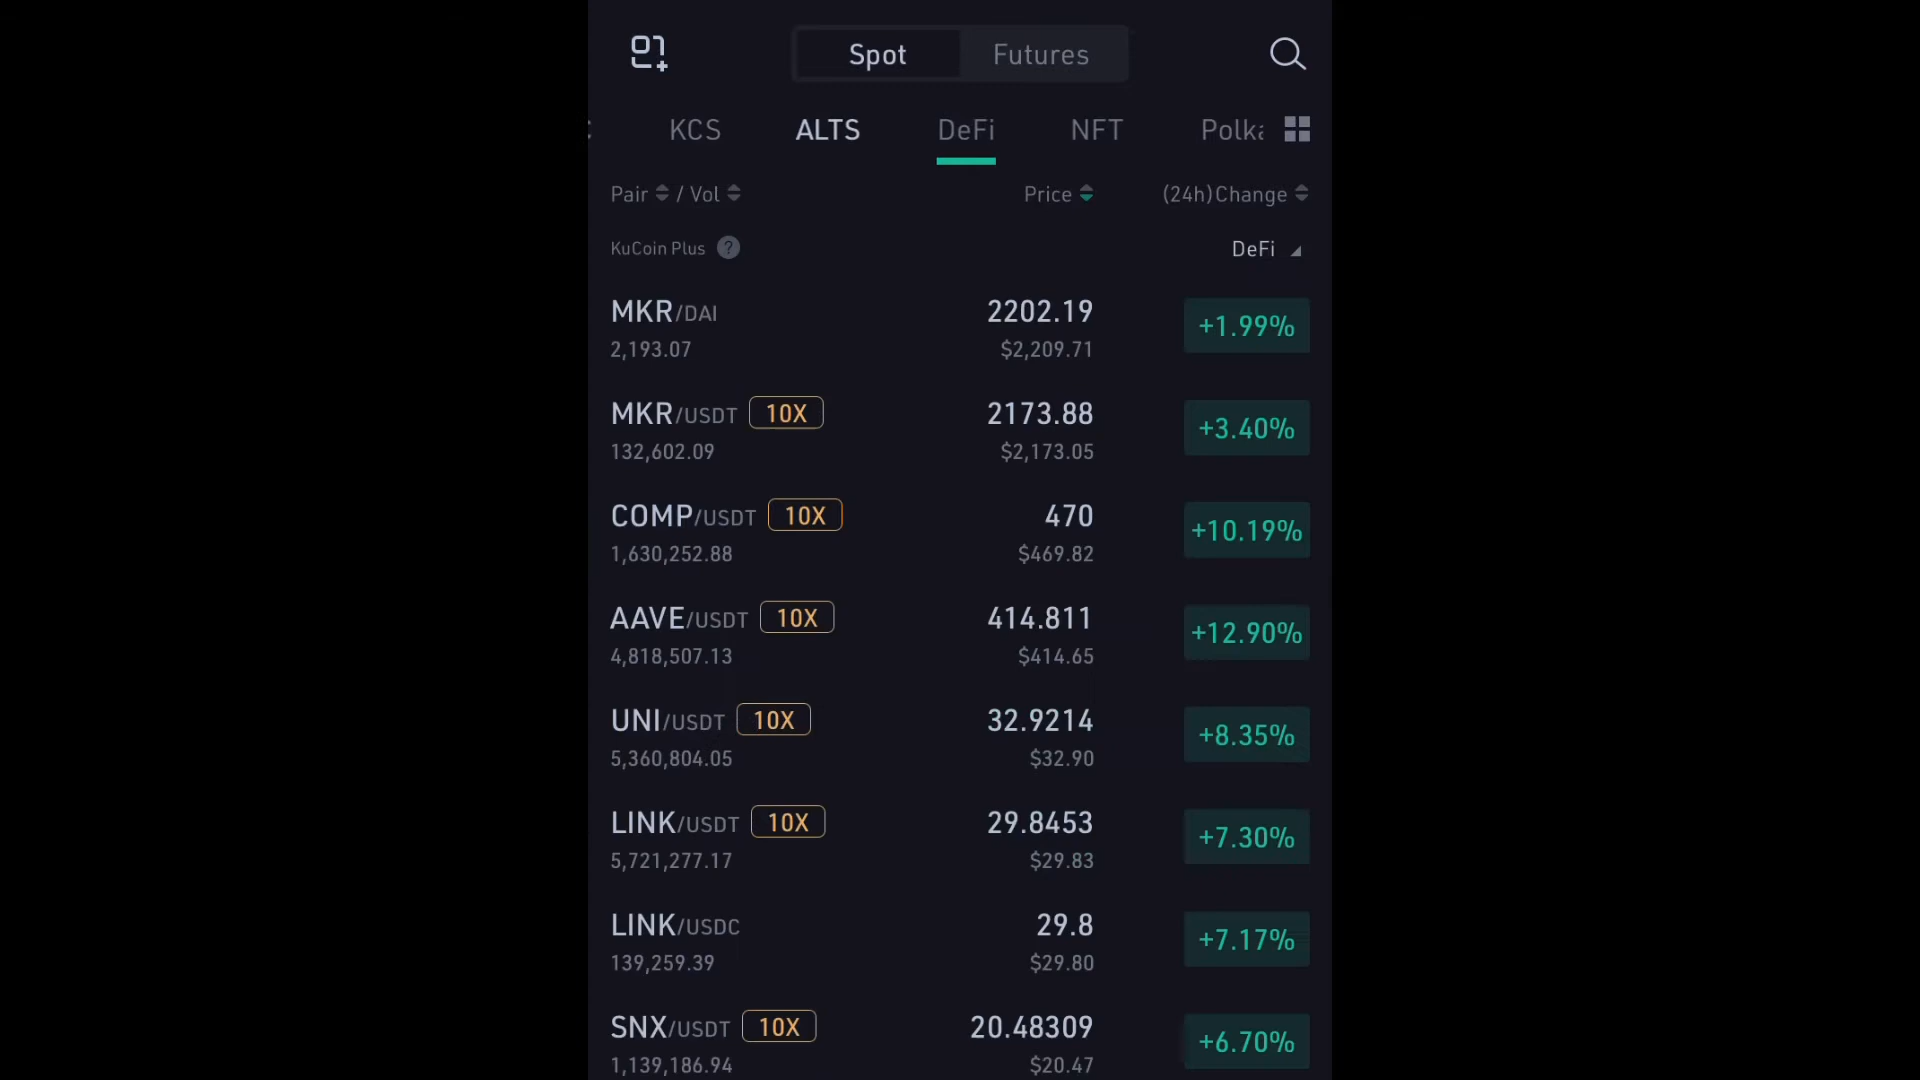 Spot Futures
KCS ALTS DeFi NFT Polka
Pair / Vol Price (24h)Change
KuCoin Plus ? DeFi
MKR/DAI 2202.19 +1.99%
2,193.07 $2,209.71
MKR/USDT 10X 2173.88 +3.40%
132,602.09 $2,173.05
COMP/USDT 10X 470 +10.19%
1,630,252.88 $469.82
AAVE/USDT 10X 414.811 +12.90%
4,818,507.13 $414.65
UNI/USDT 10X 32.9214 +8.35%
5,360,804.05 $32.90
LINK/USDT 10X 29.8453 +7.30%
5,721,277.17 $29.83
LINK/USDC 29.8 +7.17%
139,259.39 $29.80
SNX/USDT 10X 20.48309 +6.70%
1,139,186.94 $20.47